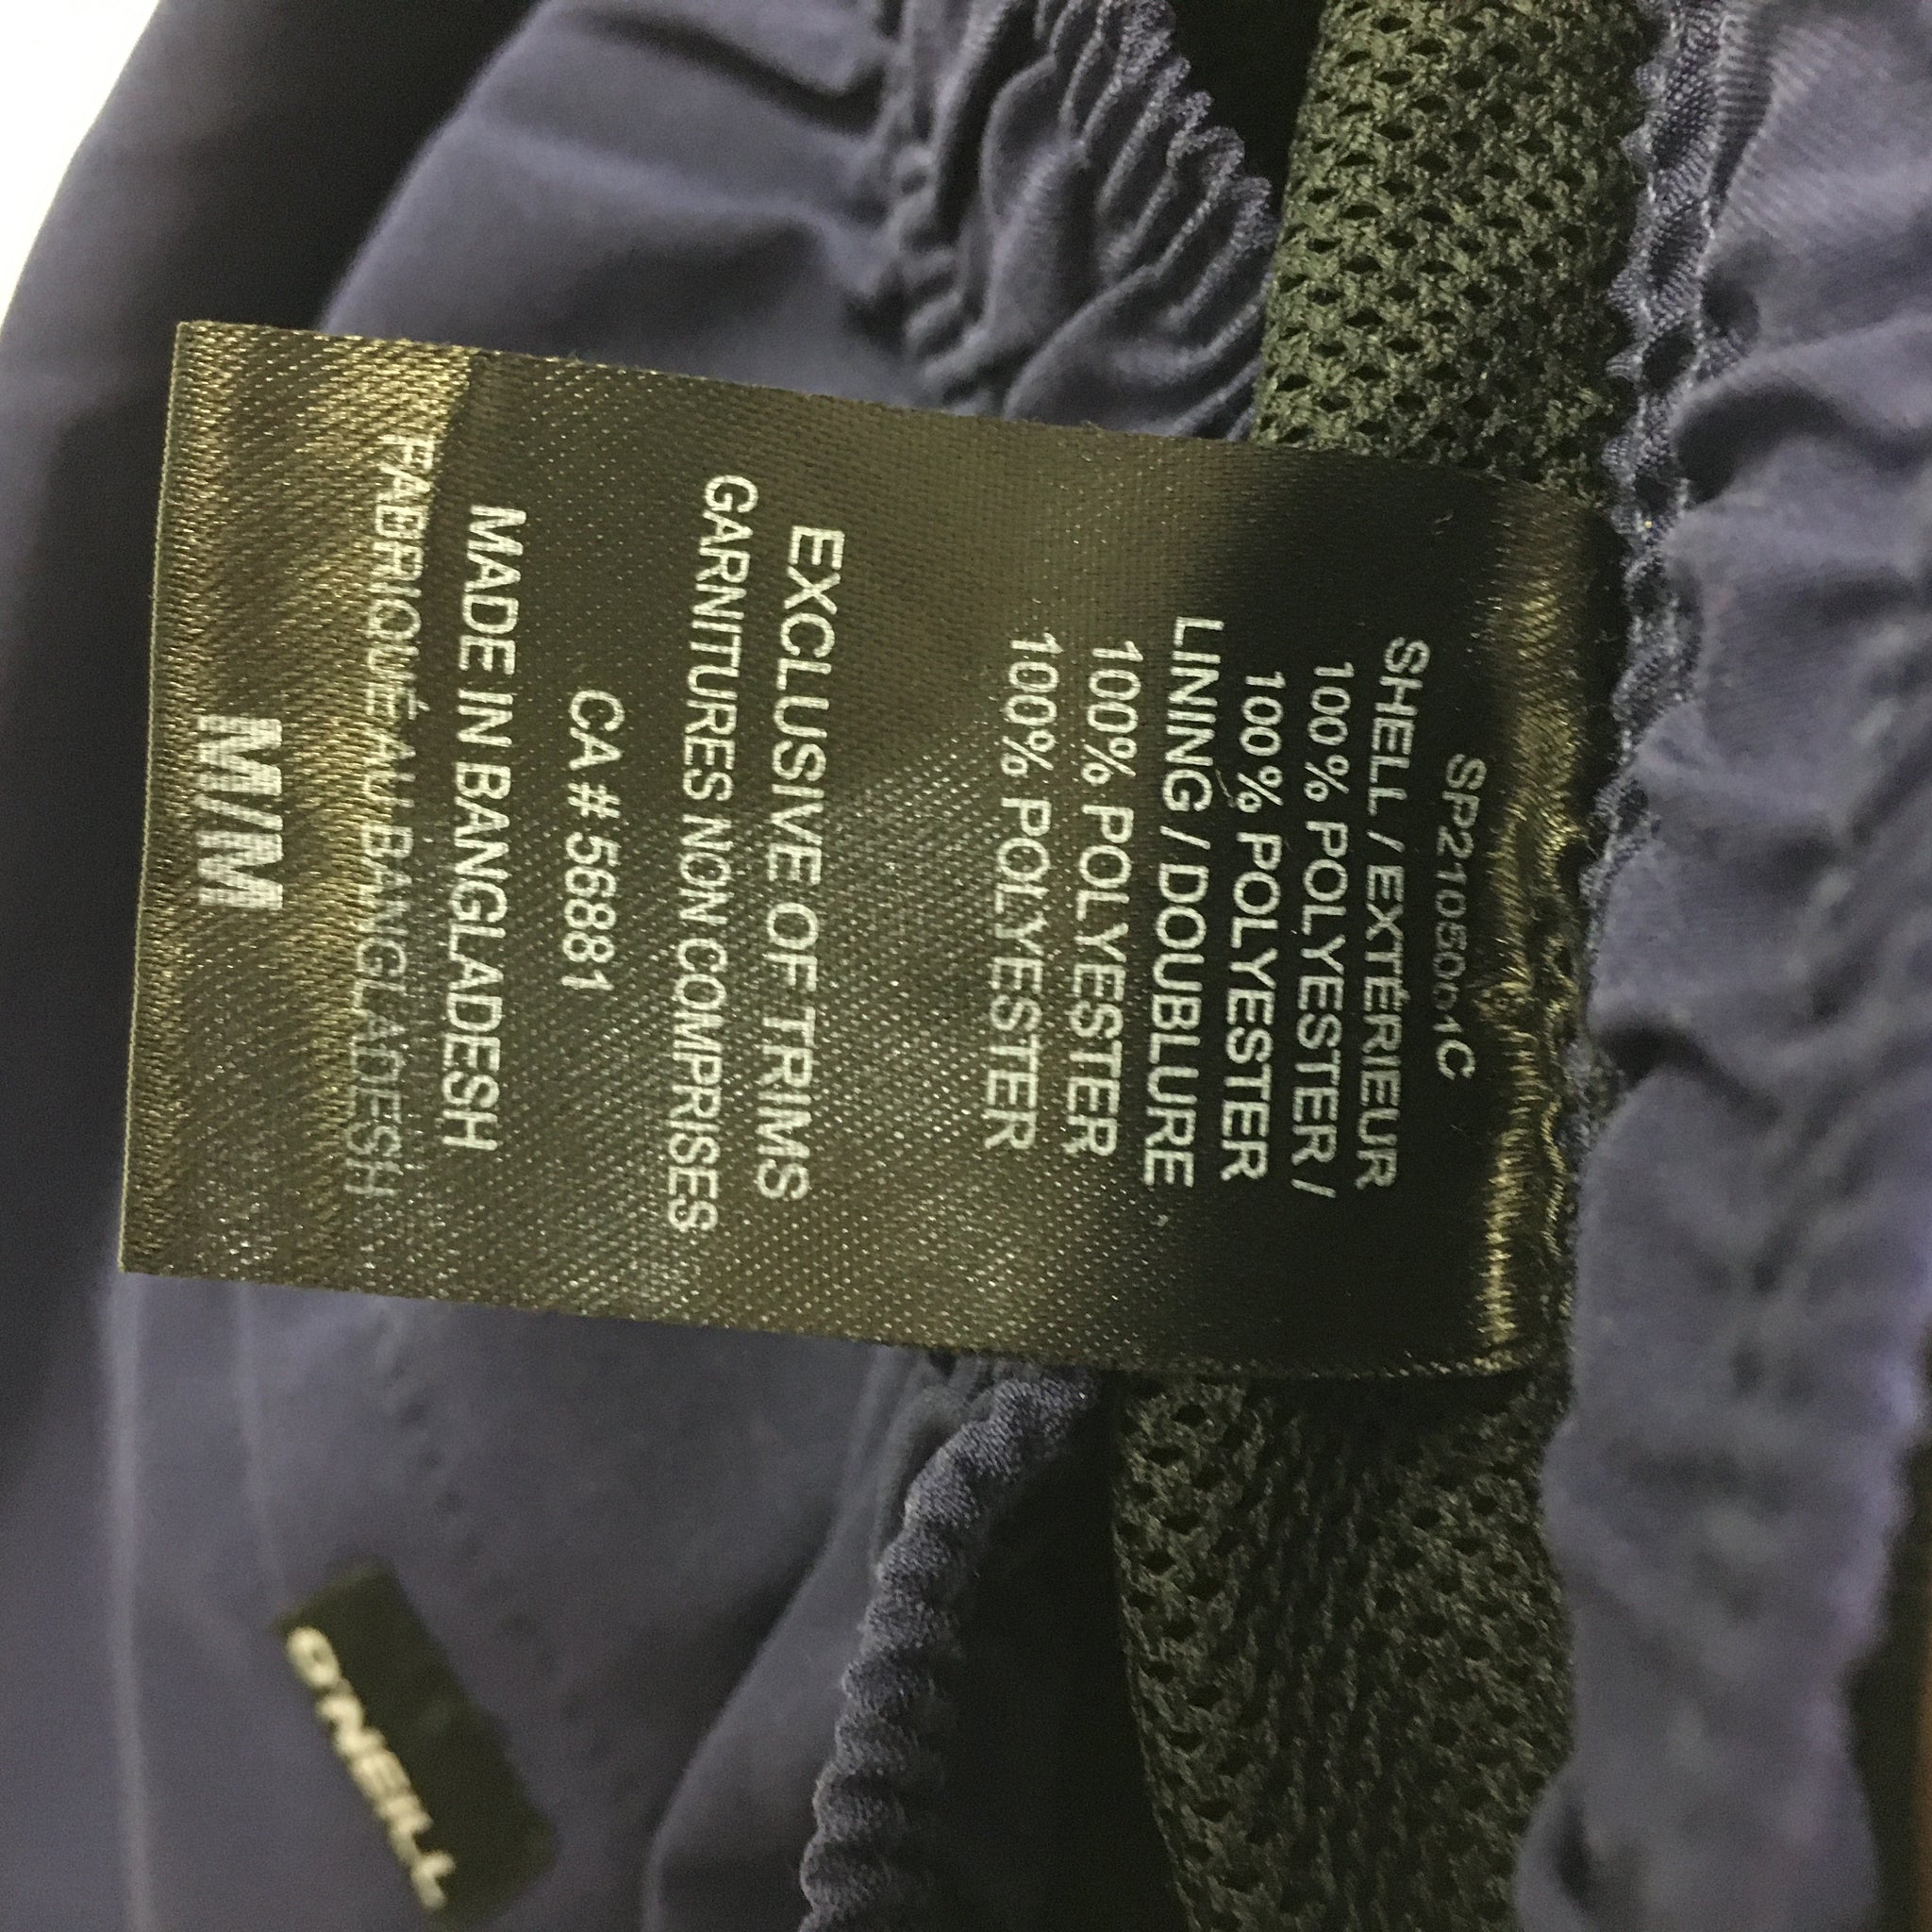 SHELL / EXTÉRIEUR
100% POLYESTER /
100% POLYESTER
LINING / DOUBLURE
100% POLYESTER
100% POLYESTER
EXCLUSIVE OF TRIMS
GARNITURES NON COMPRISES
CA # 56881
MADE IN BANGLADESH
FABRIQUÉ AU BANGLADESH
M/M
O'NEILL